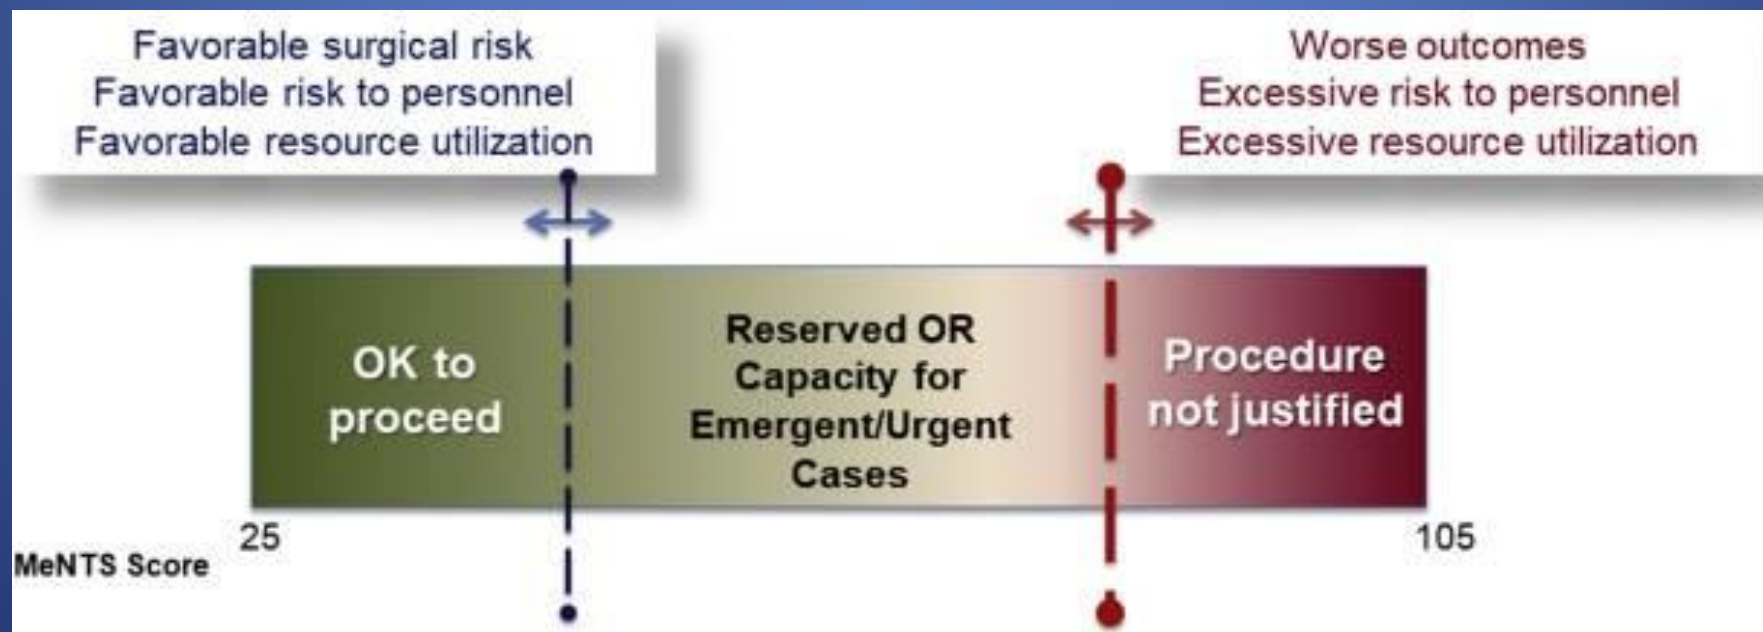 Favorable surgical risk
Favorable risk to personnel
Favorable resource utilization
Worse outcomes
Excessive risk to personnel
Excessive resource utilization
OK to
proceed
Reserved OR
Capacity for
Emergent/Urgent
Cases
Procedure
not justified
25
105
MeNTS Score